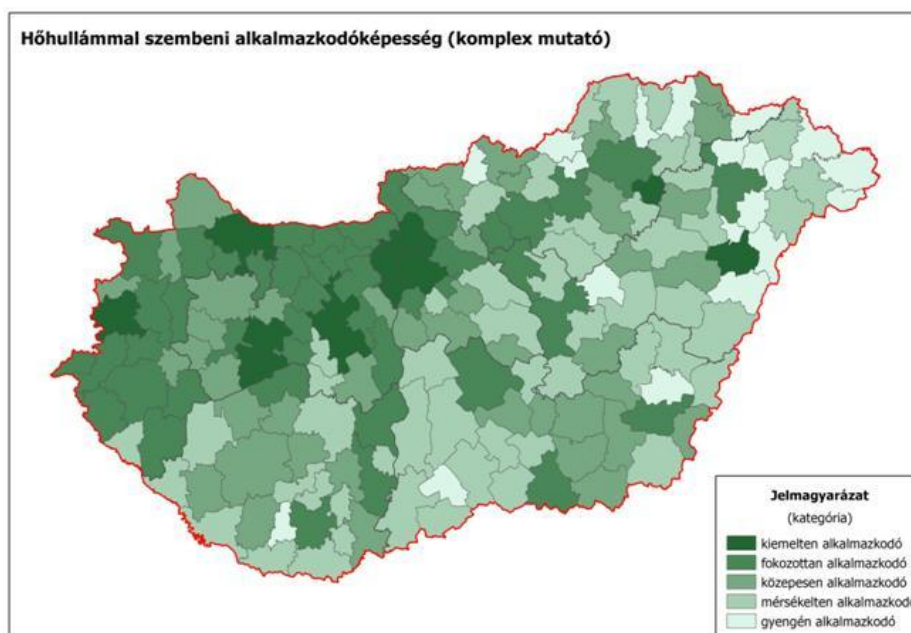 Hőhullámmal szembeni alkalmazkodóképesség (komplex mutató)
Jelmagyarázat
(kategória)
kiemelten alkalmazkodó
fokozottan alkalmazkodó
közepesen alkalmazkodó
mérsékelten alkalmazkodó
gyengén alkalmazkodó